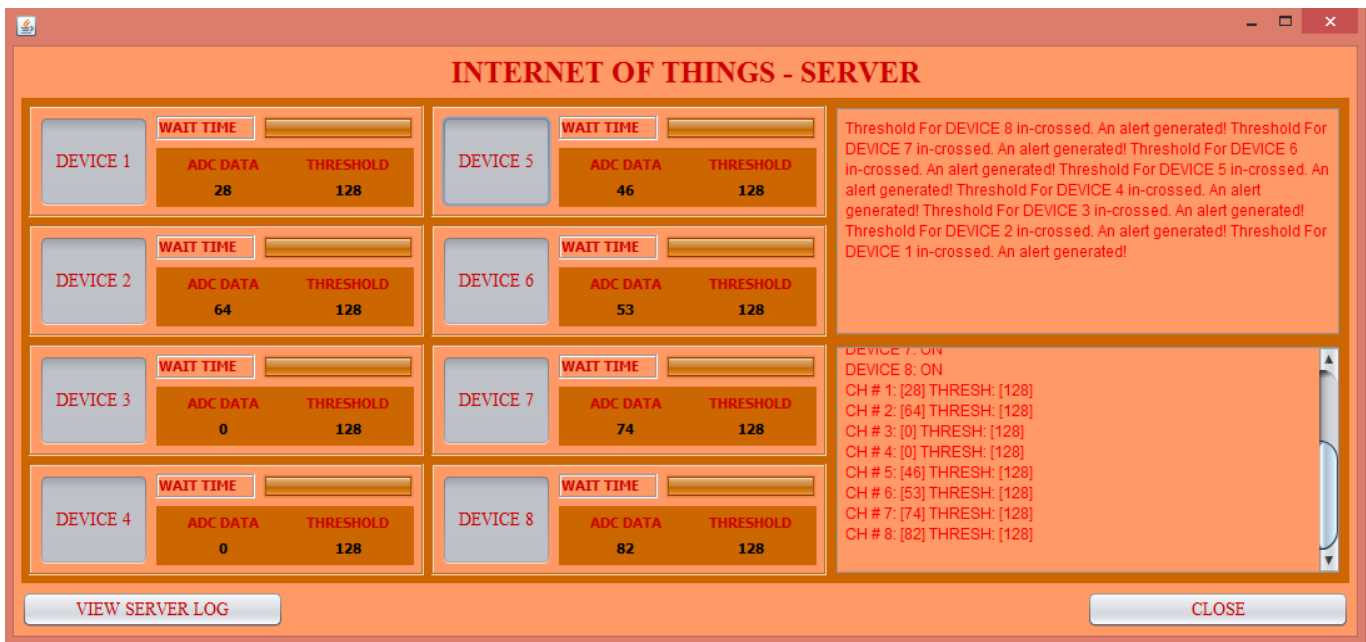 INTERNET OF THINGS - SERVER
DEVICE 1
WAIT TIME
ADC DATA THRESHOLD
28 128
DEVICE 5
WAIT TIME
ADC DATA THRESHOLD
46 128
DEVICE 2
WAIT TIME
ADC DATA THRESHOLD
64 128
DEVICE 6
WAIT TIME
ADC DATA THRESHOLD
53 128
DEVICE 3
WAIT TIME
ADC DATA THRESHOLD
0 128
DEVICE 7
WAIT TIME
ADC DATA THRESHOLD
74 128
DEVICE 4
WAIT TIME
ADC DATA THRESHOLD
0 128
DEVICE 8
WAIT TIME
ADC DATA THRESHOLD
82 128
Threshold For DEVICE 8 in-crossed. An alert generated! Threshold For
DEVICE 7 in-crossed. An alert generated! Threshold For DEVICE 6
in-crossed. An alert generated! Threshold For DEVICE 5 in-crossed. An
alert generated! Threshold For DEVICE 4 in-crossed. An alert
generated! Threshold For DEVICE 3 in-crossed. An alert generated!
Threshold For DEVICE 2 in-crossed. An alert generated! Threshold For
DEVICE 1 in-crossed. An alert generated!
DEVICE 7: ON
DEVICE 8: ON
CH # 1: [28] THRESH: [128]
CH # 2: [64] THRESH: [128]
CH # 3: [0] THRESH: [128]
CH # 4: [0] THRESH: [128]
CH # 5: [46] THRESH: [128]
CH # 6: [53] THRESH: [128]
CH # 7: [74] THRESH: [128]
CH # 8: [82] THRESH: [128]
VIEW SERVER LOG
CLOSE